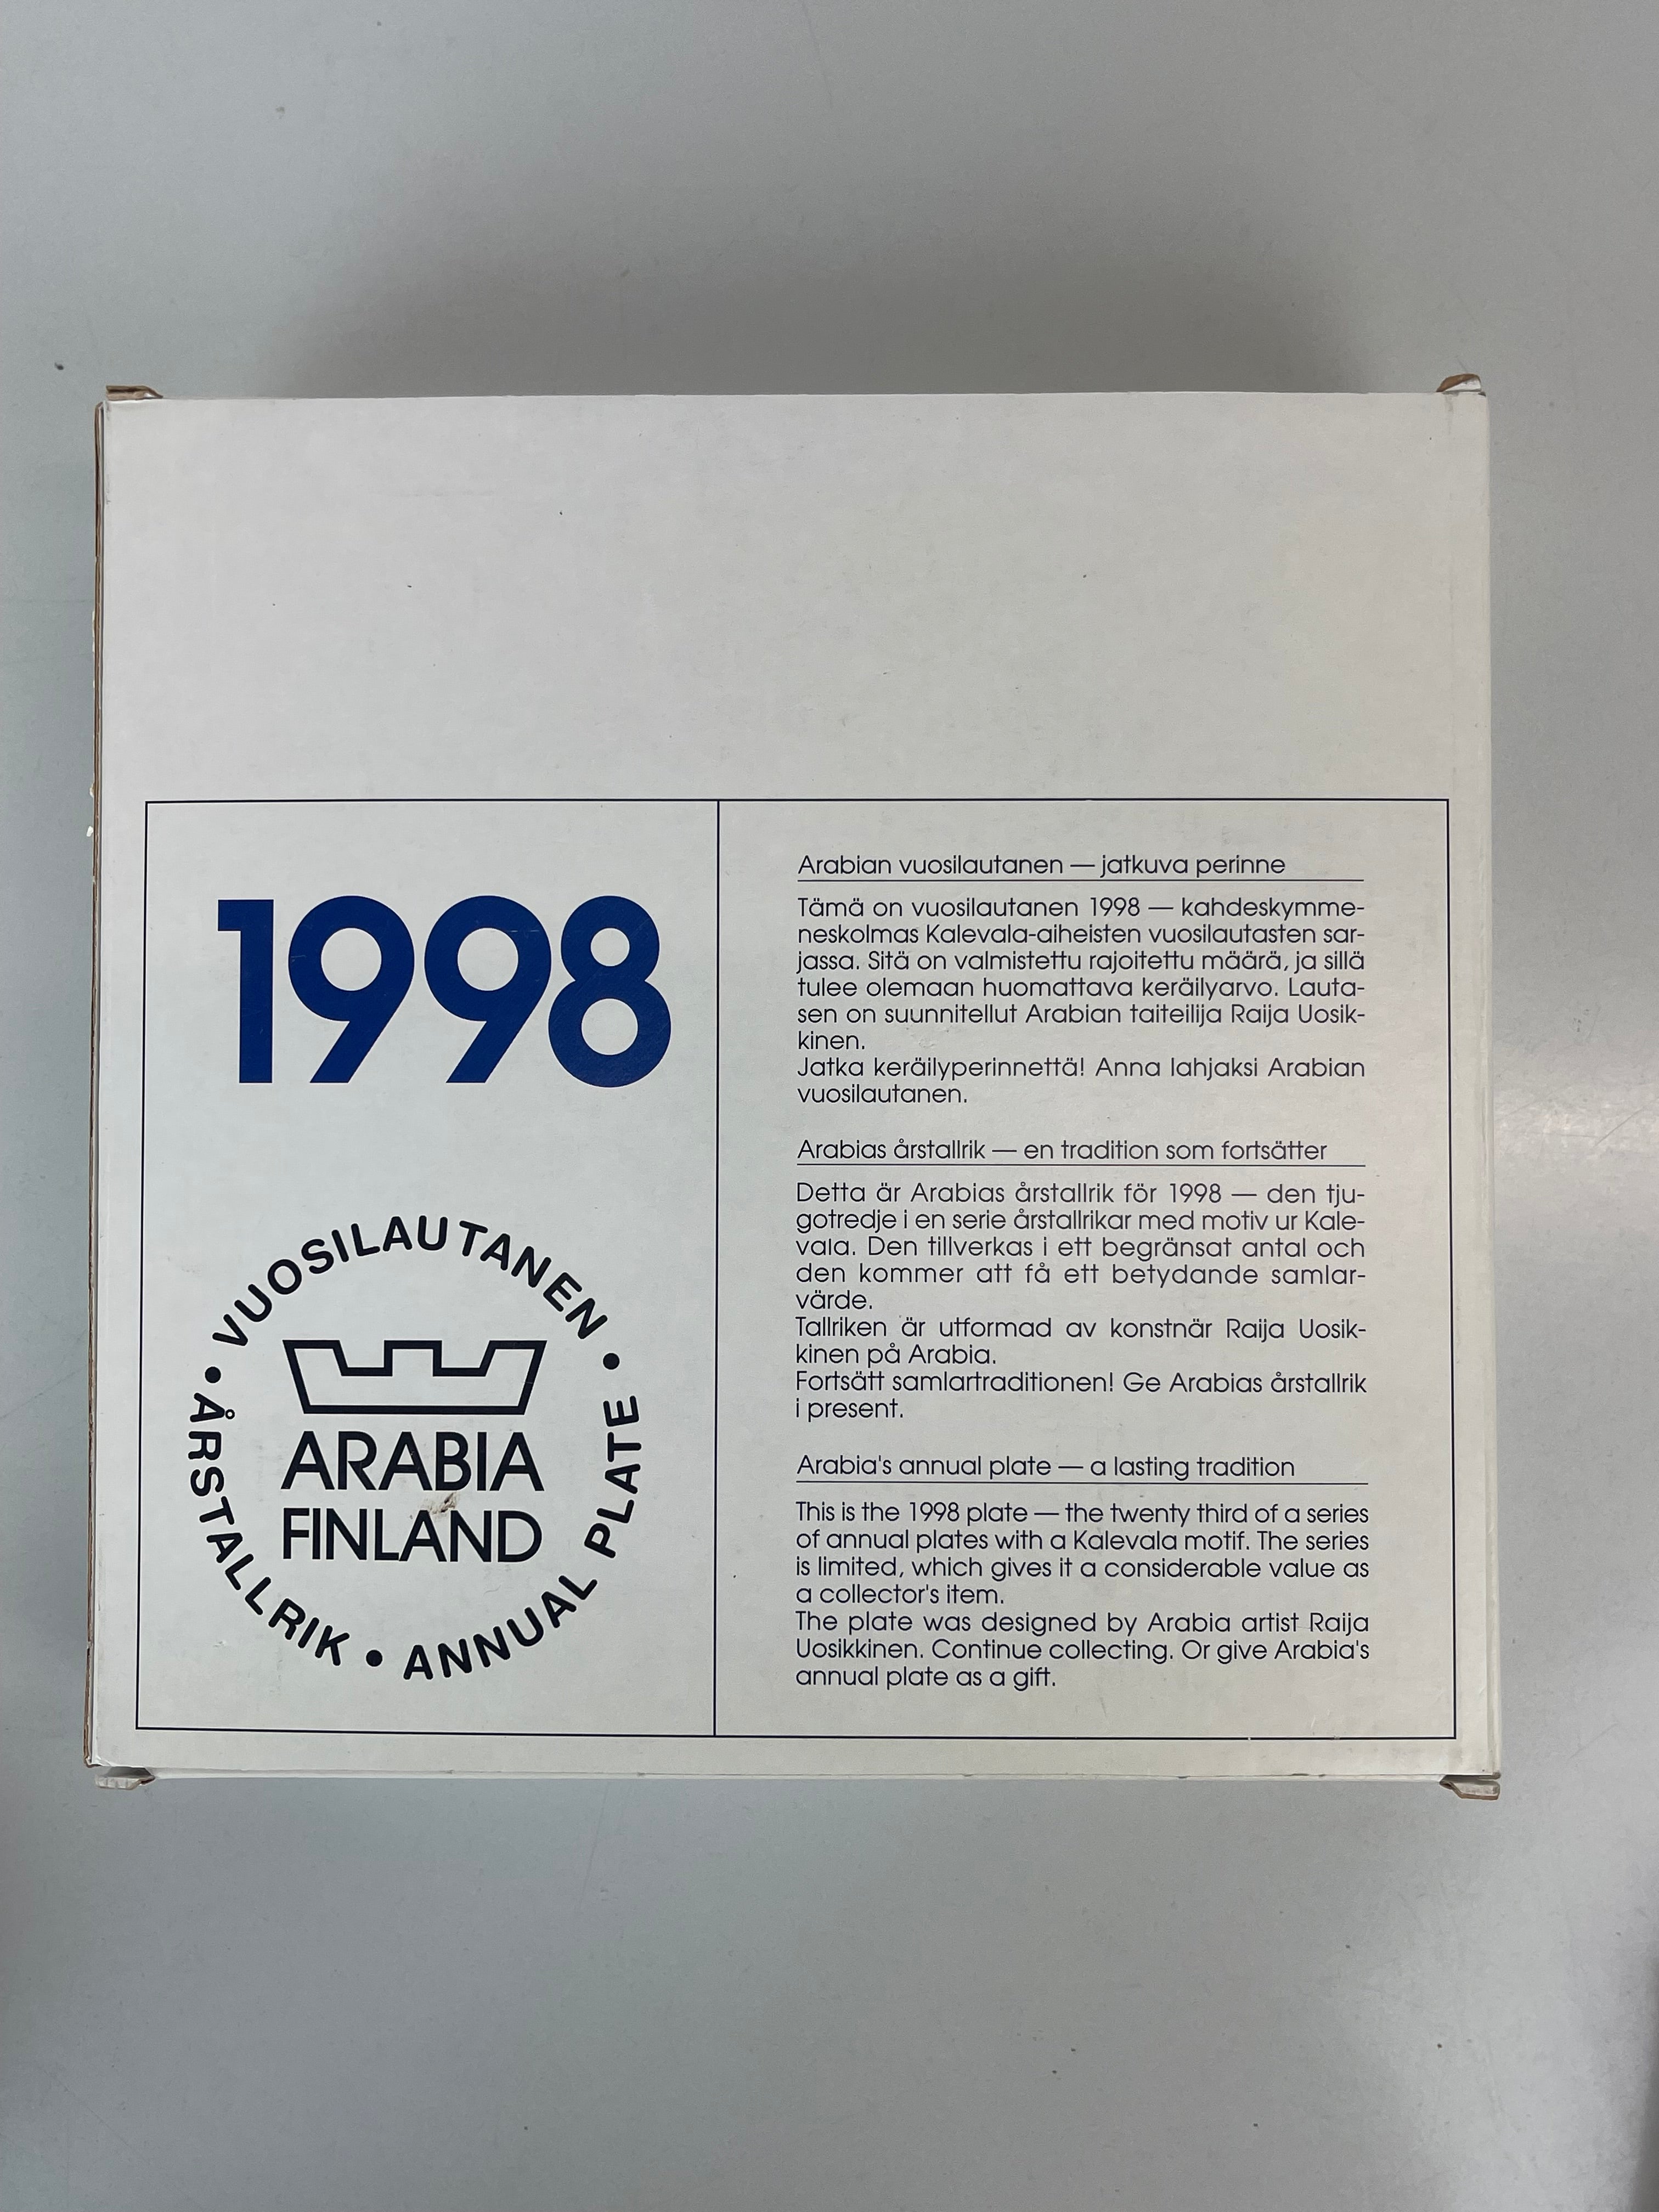 1998
• VUOSILAUTANEN •
ÅRSTALLRIK • ANNUAL PLATE
ARABIA
FINLAND
Arabian vuosilautanen — jatkuva perinne
Tämä on vuosilautanen 1998 — kahdeskymme-
neskolmas Kalevala-aiheisten vuosilautasten sar-
jassa. Sitä on valmistettu rajoitettu määrä, ja sillä
tulee olemaan huomattava keräilyarvo. Lauta-
sen on suunnitellut Arabian taiteilija Raija Uosik-
kinen.
Jatka keräilyperinnettä! Anna lahjaksi Arabian
vuosilautanen.
Arabias årstallrik — en tradition som fortsätter
Detta är Arabias årstallrik för 1998 — den tju-
gotredje i en serie årstallrikar med motiv ur Kale-
vala. Den tillverkas i ett begränsat antal och
den kommer att få ett betydande samlar-
värde.
Tallriken är utformad av konstnär Raija Uosik-
kinen på Arabia.
Fortsätt samlartraditionen! Ge Arabias årstallrik
i present.
Arabia's annual plate — a lasting tradition
This is the 1998 plate — the twenty third of a series
of annual plates with a Kalevala motif. The series
is limited, which gives it a considerable value as
a collector's item.
The plate was designed by Arabia artist Raija
Uosikkinen. Continue collecting. Or give Arabia's
annual plate as a gift.